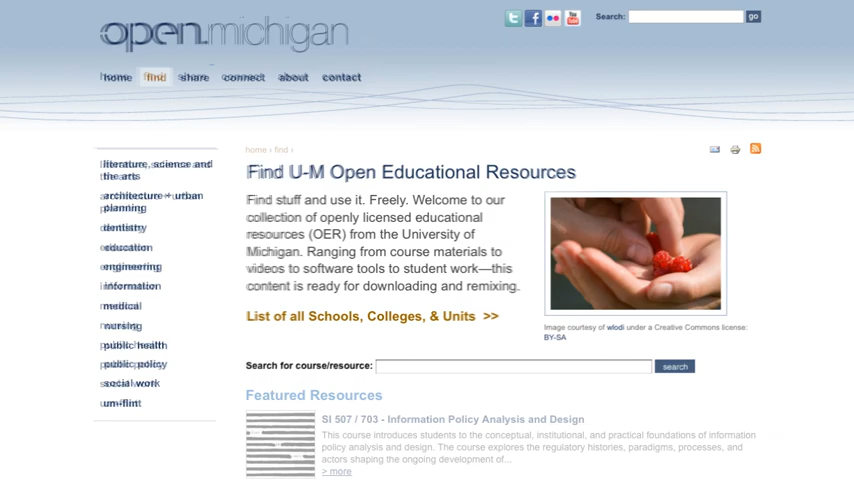 open.michigan
Search:
go
home find share connect about contact
home › find ›
literature, science and
the arts
architecture + urban
planning
dentistry
education
engineering
information
medical
nursing
public health
public policy
social work
um-flint
Find U-M Open Educational Resources
Find stuff and use it. Freely. Welcome to our
collection of openly licensed educational
resources (OER) from the University of
Michigan. Ranging from course materials to
videos to software tools to student work—this
content is ready for downloading and remixing.
List of all Schools, Colleges, & Units >>
Image courtesy of wlodi under a Creative Commons license:
BY-SA
Search for course/resource:
search
Featured Resources
SI 507 / 703 - Information Policy Analysis and Design
This course introduces students to the conceptual, institutional, and practical foundations of information
policy analysis and design. The course explores the regulatory histories, paradigms, processes, and
actors shaping the ongoing development of...
> more